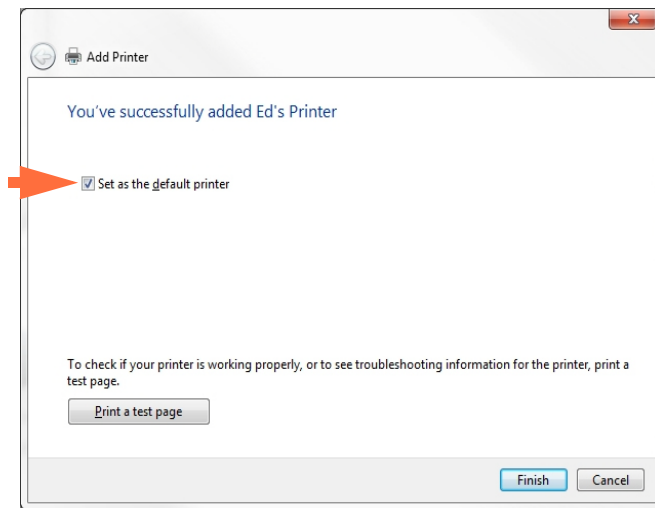 Add Printer
You've successfully added Ed's Printer
Set as the default printer
To check if your printer is working properly, or to see troubleshooting information for the printer, print a
test page.
Print a test page
Finish Cancel